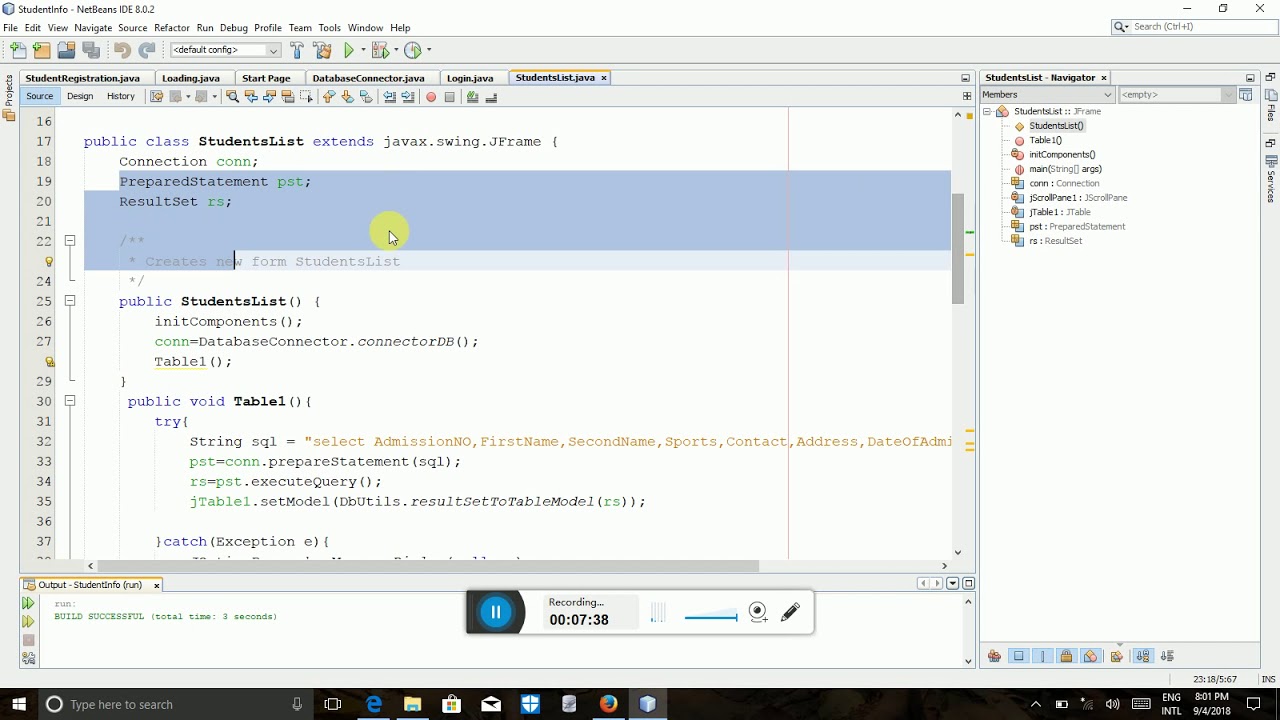 StudentInfo - NetBeans IDE 8.0.2
File Edit View Navigate Source Refactor Run Debug Profile Team Tools Window Help
Search (Ctrl+I)
<default config>
StudentRegistration.java Loading.java Start Page DatabaseConnector.java Login.java StudentsList.java
Source Design History
Projects
16
17 public class StudentsList extends javax.swing.JFrame {
18 Connection conn;
19 PreparedStatement pst;
20 ResultSet rs;
21
22 /**
* Creates new form StudentsList
24 */
25 public StudentsList() {
26 initComponents();
27 conn=DatabaseConnector.connectorDB();
Table1();
29 }
30 public void Table1(){
31 try{
32 String sql = "select AdmissionNO,FirstName,SecondName,Sports,Contact,Address,DateOfAdmi
33 pst=conn.prepareStatement(sql);
34 rs=pst.executeQuery();
35 jTable1.setModel(DbUtils.resultSetToTableModel(rs));
36
37 }catch(Exception e){
StudentsList - Navigator
Members <empty>
StudentsList :: JFrame
StudentsList()
Table1()
initComponents()
main(String[] args)
conn : Connection
jScrollPane1 : JScrollPane
jTable1 : JTable
pst : PreparedStatement
rs : ResultSet
Files
Services
Output - StudentInfo (run)
run:
BUILD SUCCESSFUL (total time: 3 seconds)
Recording...
00:07:38
23:18/5:67 INS
Type here to search
ENG
INTL
8:01 PM
9/4/2018